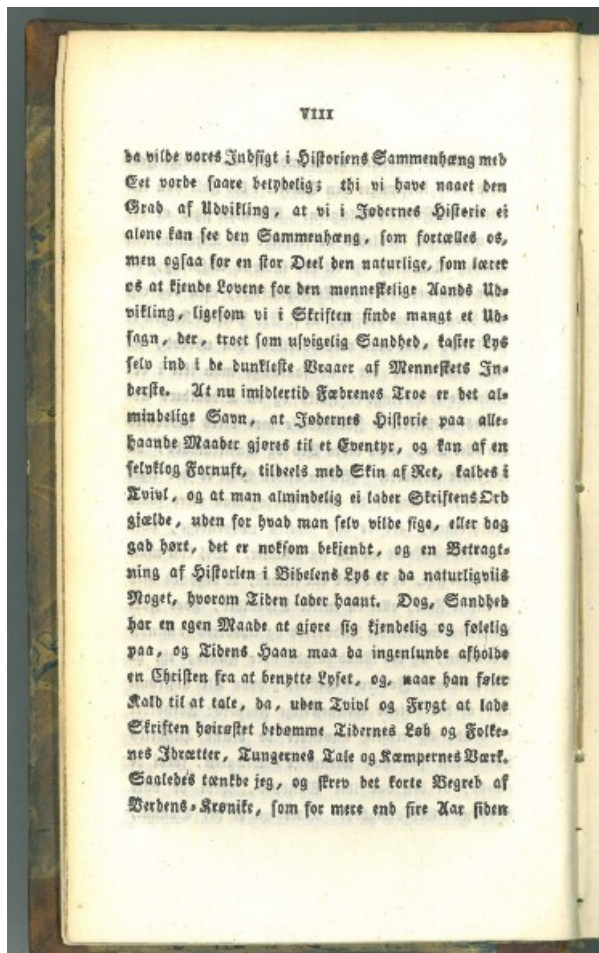 VIII
da vilde vores Indsigt i Historiens Sammenhæng med
Eet vorde saare betydelig; thi vi have naaet den
Grad af Udvikling, at vi i Jødernes Historie ei
alene kan see den Sammenhæng, som fortælles os,
men ogsaa for en stor Deel den naturlige, som lærer
os at kjende Lovene for den menneskelige Aands Ud-
vikling, ligesom vi i Skriften finde mangt et Ud-
sagn, der, troet som usvigelig Sandhed, kaster Lys
selv ind i de dunkleste Vraaer af Menneskets In-
derste. At nu imidlertid Fædrenes Troe er det al-
mindelige Savn, at Jødernes Historie paa alle-
haande Maader gjøres til et Eventyr, og kan af en
selvklog Fornuft, tildeels med Skin af Ret, kaldes i
Tvivl, og at man almindelig ei lader Skriftens Ord
gjælde, uden for hvad man selv vilde sige, eller dog
gad hørt, det er noksom bekjendt, og en Betragt-
ning af Historien i Bibelens Lys er da naturligviis
Noget, hvorom Tiden lader haant. Dog, Sandhed
har en egen Maade at gjøre sig kjendelig og følelig
paa, og Tidens Haan maa da ingenlunde afholde
en Christen fra at benytte Lyset, og, naar han føler
Kald til at tale, da, uden Tvivl og Frygt at lade
Skriften høirøstet bedømme Tidernes Løb og Folke-
nes Idrætter, Tungernes Tale og Kæmpernes Værk.
Saaledes tænkde jeg, og skrev det korte Begreb af
Verdens-Krønike, som for mere end fire Aar siden